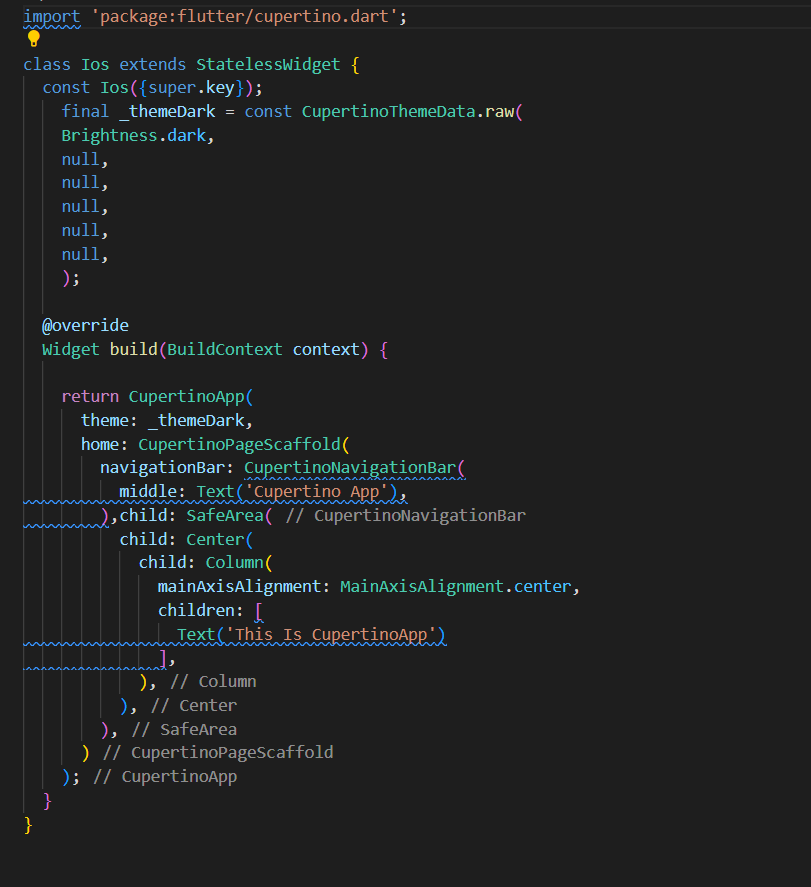 import 'package:flutter/cupertino.dart';
class Ios extends StatelessWidget {
  const Ios({super.key});
    final _themeDark = const CupertinoThemeData.raw(
    Brightness.dark,
    null,
    null,
    null,
    null,
    null,
    );
  @override
  Widget build(BuildContext context) {
    return CupertinoApp(
      theme: _themeDark,
      home: CupertinoPageScaffold(
        navigationBar: CupertinoNavigationBar(
          middle: Text('Cupertino App'),
        ),child: SafeArea( // CupertinoNavigationBar
          child: Center(
            child: Column(
              mainAxisAlignment: MainAxisAlignment.center,
              children: [
                Text('This Is CupertinoApp')
              ],
            ), // Column
          ), // Center
        ), // SafeArea
      ) // CupertinoPageScaffold
    ); // CupertinoApp
  }
}